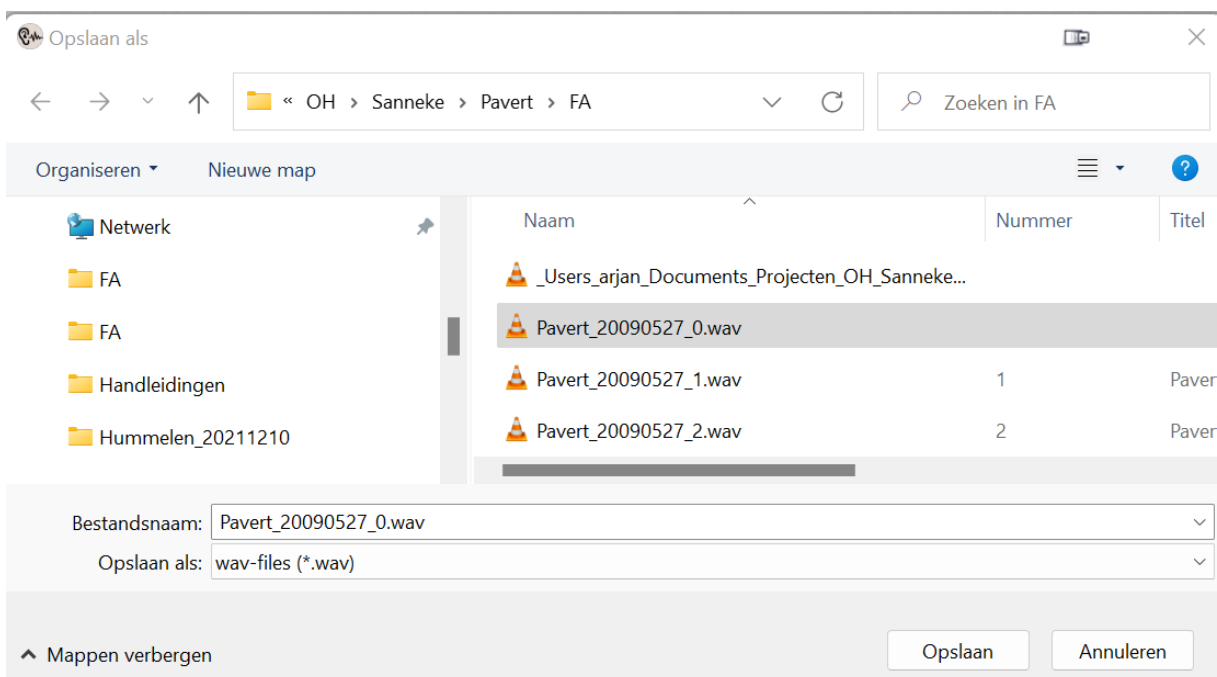 Opslaan als
« OH > Sanneke > Pavert > FA
Zoeken in FA
Organiseren
Nieuwe map
Netwerk
FA
FA
Handleidingen
Hummelen_20211210
Naam Nummer Titel
_Users_arjan_Documents_Projecten_OH_Sanneke...
Pavert_20090527_0.wav
Pavert_20090527_1.wav 1 Paver
Pavert_20090527_2.wav 2 Paver
Bestandsnaam: Pavert_20090527_0.wav
Opslaan als: wav-files (*.wav)
Mappen verbergen
Opslaan
Annuleren